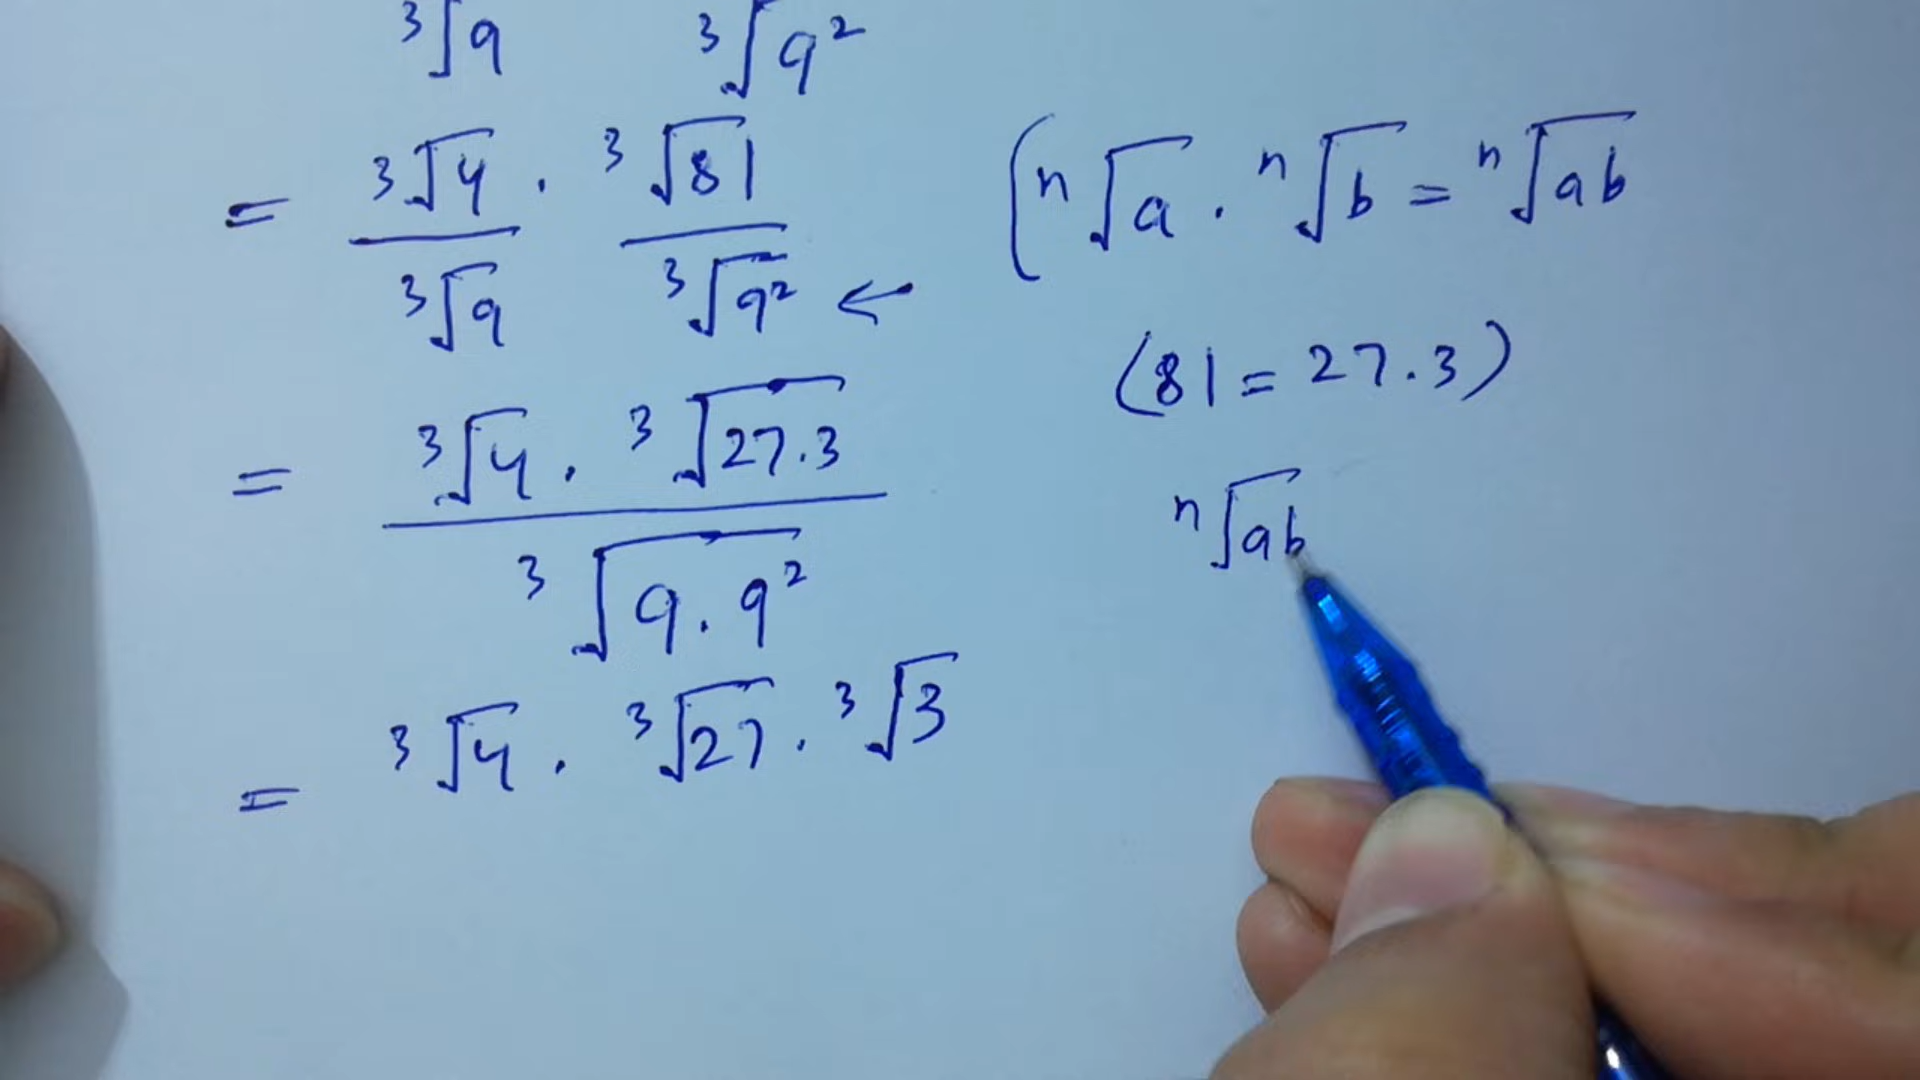 ³√9 ³√9²
= ³√4 . ³√81
³√9 ³√9² ←
(ⁿ√a . ⁿ√b = ⁿ√ab
(81 = 27.3)
= ³√4 . ³√27.3
³√9.9²
ⁿ√ab
= ³√4 . ³√27 . ³√3